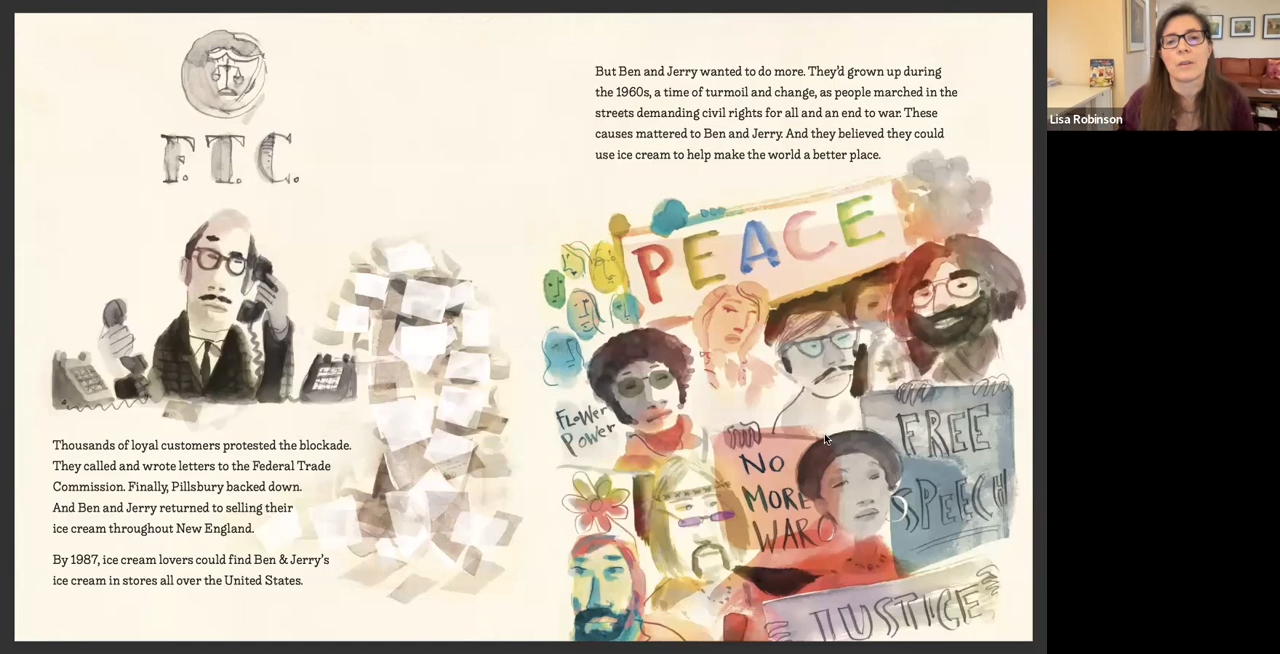 F.T.C.
Thousands of loyal customers protested the blockade.
They called and wrote letters to the Federal Trade
Commission. Finally, Pillsbury backed down.
And Ben and Jerry returned to selling their
ice cream throughout New England.
By 1987, ice cream lovers could find Ben & Jerry's
ice cream in stores all over the United States.
But Ben and Jerry wanted to do more. They'd grown up during
the 1960s, a time of turmoil and change, as people marched in the
streets demanding civil rights for all and an end to war. These
causes mattered to Ben and Jerry. And they believed they could
use ice cream to help make the world a better place.
PEACE
FLOWER
POWER
NO
MORE
WAR
FREE
SPEECH
JUSTICE
Lisa Robinson